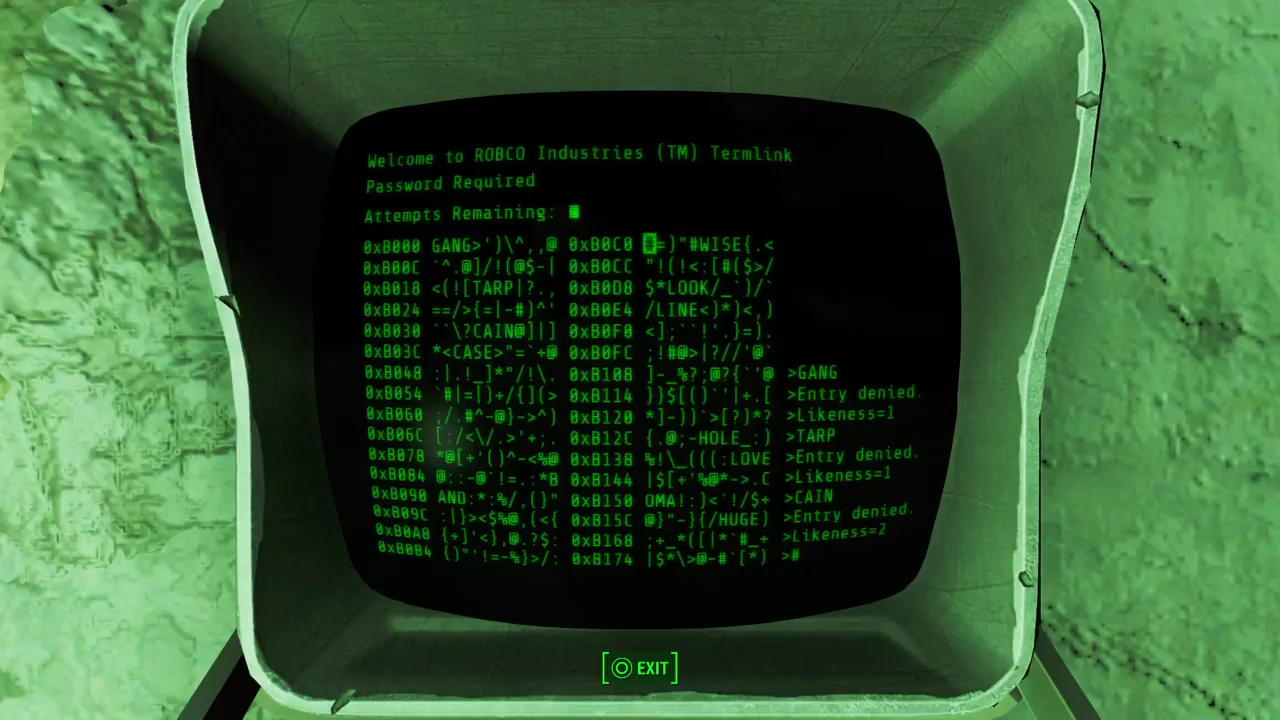 Welcome to ROBCO Industries (TM) Termlink
Password Required
Attempts Remaining: ■
0xB000 GANG>')\^,,@ 0xB0C0 #=)"#WISE{.<
0xB00C `^.@]/!(@$-| 0xB0CC "!(!<:[#($>/
0xB018 <(![TARP|?., 0xB0D8 $*LOOK/_`)/`
0xB024 ==/>{=|-#)^' 0xB0E4 /LINE<)*)<,)
0xB030 ``\?CAIN@]|] 0xB0F0 <];``!'.}=).
0xB03C *<CASE>"=`+@ 0xB0FC ;!#@>|?//'@`
0xB048 :|.!_]*"/!\. 0xB108 ]-_%?;@?{`'@ >GANG
0xB054 `#|=|)+/{](> 0xB114 }}$[()`'|+.[ >Entry denied.
0xB060 ;/.#^-@}->^) 0xB120 *]-))`>[?)*? >Likeness=1
0xB06C [:/<\/.>'+;. 0xB12C {.@;-HOLE_:) >TARP
0xB078 *@[+'()^-<%@ 0xB138 %!\_(((:LOVE >Entry denied.
0xB084 @::-@`!=.:*B 0xB144 |$[+'%@*->.C >Likeness=1
0xB090 AND:*:%/,(}" 0xB150 OMA!:)<`!/$+ >CAIN
0xB09C :|}><$%@,(<{ 0xB15C @}"-}{/HUGE) >Entry denied.
0xB0A8 {+]'<},@.?$: 0xB168 ;+_*([|*`#_+ >Likeness=2
0xB0B4 {)"'!=-%}>/: 0xB174 |$*\>@-#`[*) >#
[◎ EXIT]